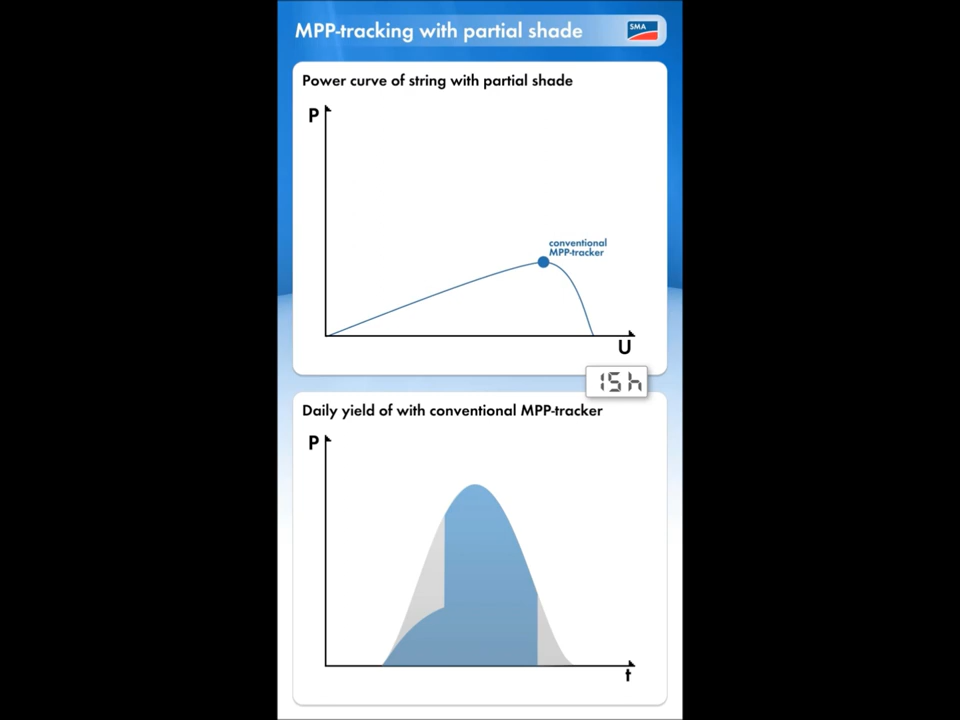 MPP-tracking with partial shade
SMA
Power curve of string with partial shade
P
conventional
MPP-tracker
U
15h
Daily yield of with conventional MPP-tracker
P
t